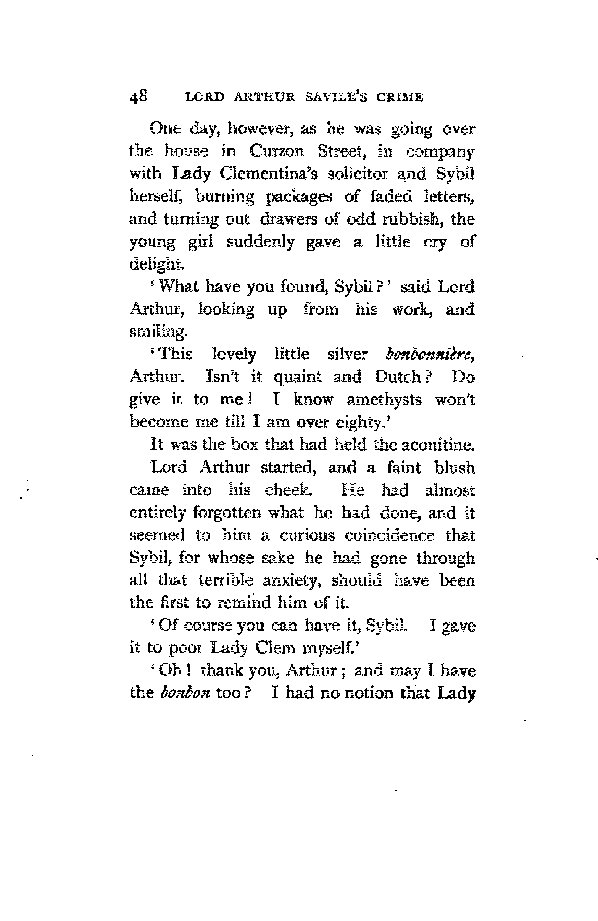 48 LORD ARTHUR SAVILE'S CRIME
One day, however, as he was going over
the house in Curzon Street, in company
with Lady Clementina's solicitor and Sybil
herself, burning packages of faded letters,
and turning out drawers of odd rubbish, the
young girl suddenly gave a little cry of
delight.
'What have you found, Sybil?' said Lord
Arthur, looking up from his work, and
smiling.
'This lovely little silver bonbonnière,
Arthur. Isn't it quaint and Dutch? Do
give it to me! I know amethysts won't
become me till I am over eighty.'
It was the box that had held the aconitine.
Lord Arthur started, and a faint blush
came into his cheek. He had almost
entirely forgotten what he had done, and it
seemed to him a curious coincidence that
Sybil, for whose sake he had gone through
all that terrible anxiety, should have been
the first to remind him of it.
'Of course you can have it, Sybil. I gave
it to poor Lady Clem myself.'
'Oh! thank you, Arthur; and may I have
the bonbon too? I had no notion that Lady